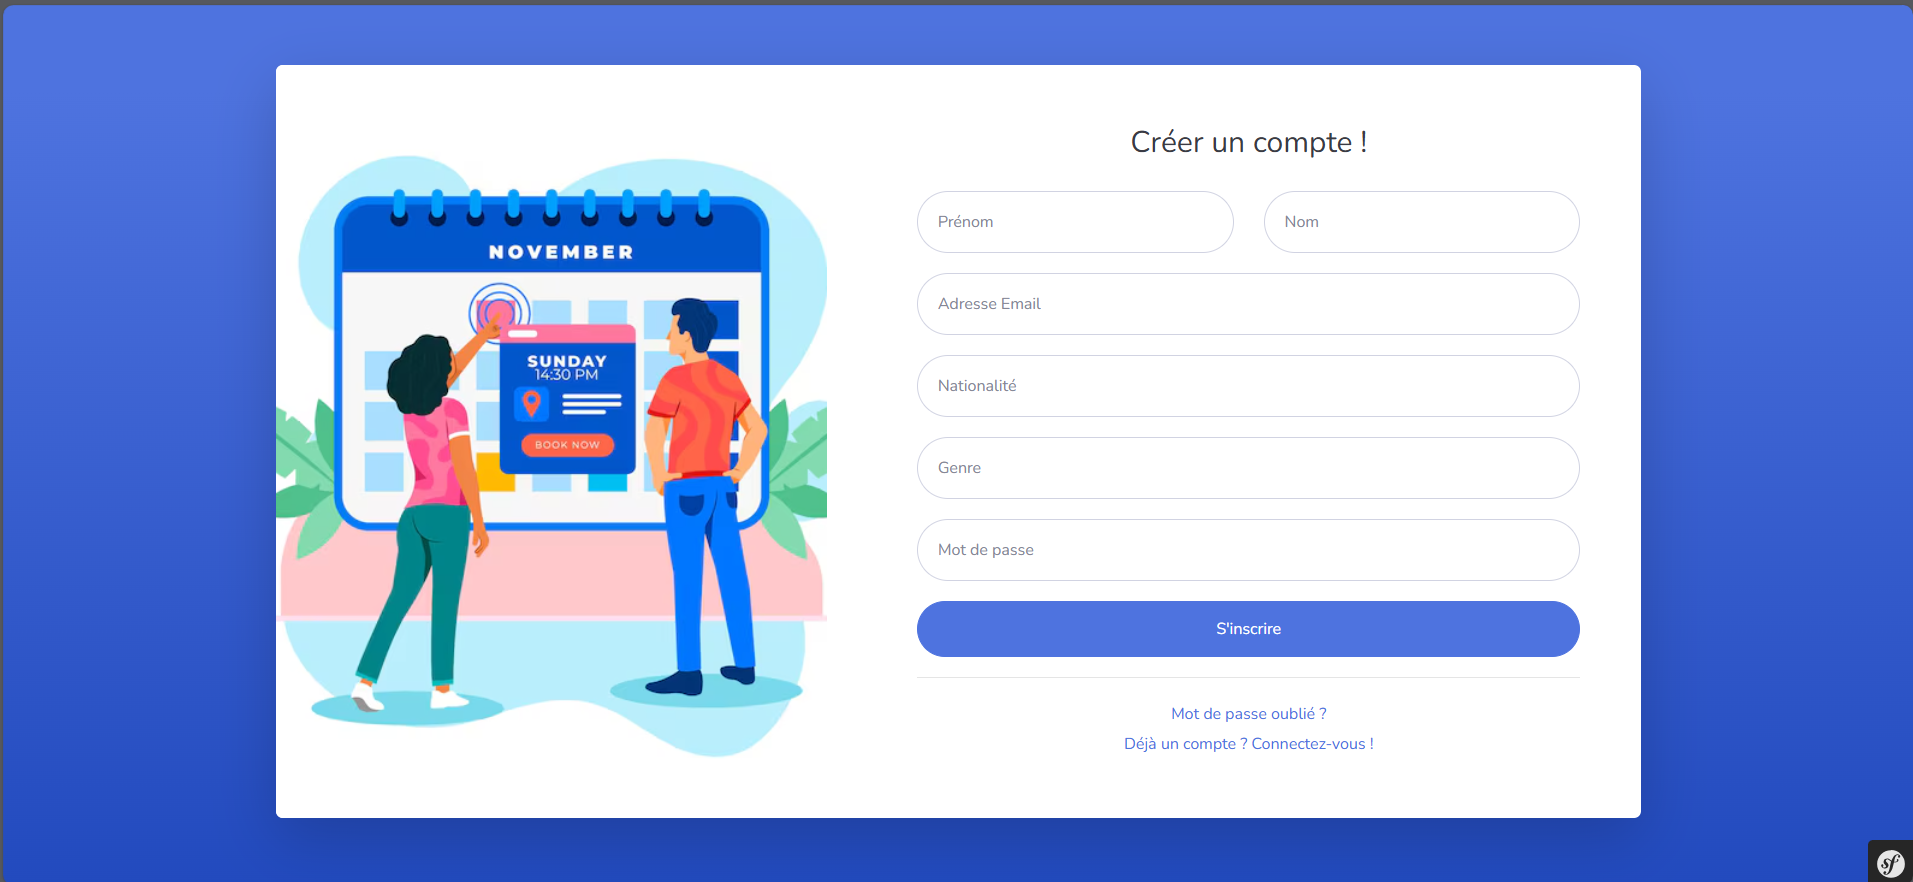 Créer un compte !
Prénom
Nom
Adresse Email
Nationalité
Genre
Mot de passe
S'inscrire
Mot de passe oublié ?
Déjà un compte ? Connectez-vous !
NOVEMBER
SUNDAY
14:30 PM
BOOK NOW
sf